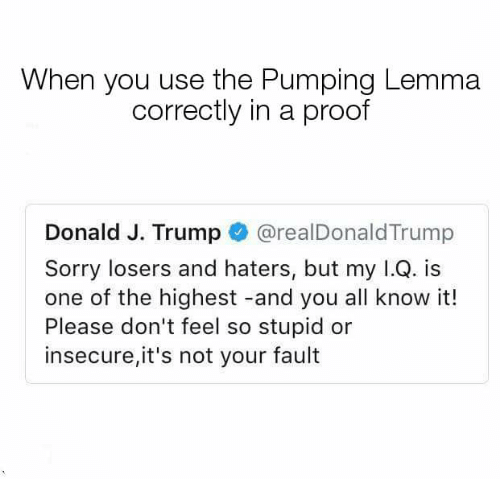 When you use the Pumping Lemma
correctly in a proof
Donald J. Trump @realDonaldTrump
Sorry losers and haters, but my I.Q. is
one of the highest -and you all know it!
Please don't feel so stupid or
insecure,it's not your fault